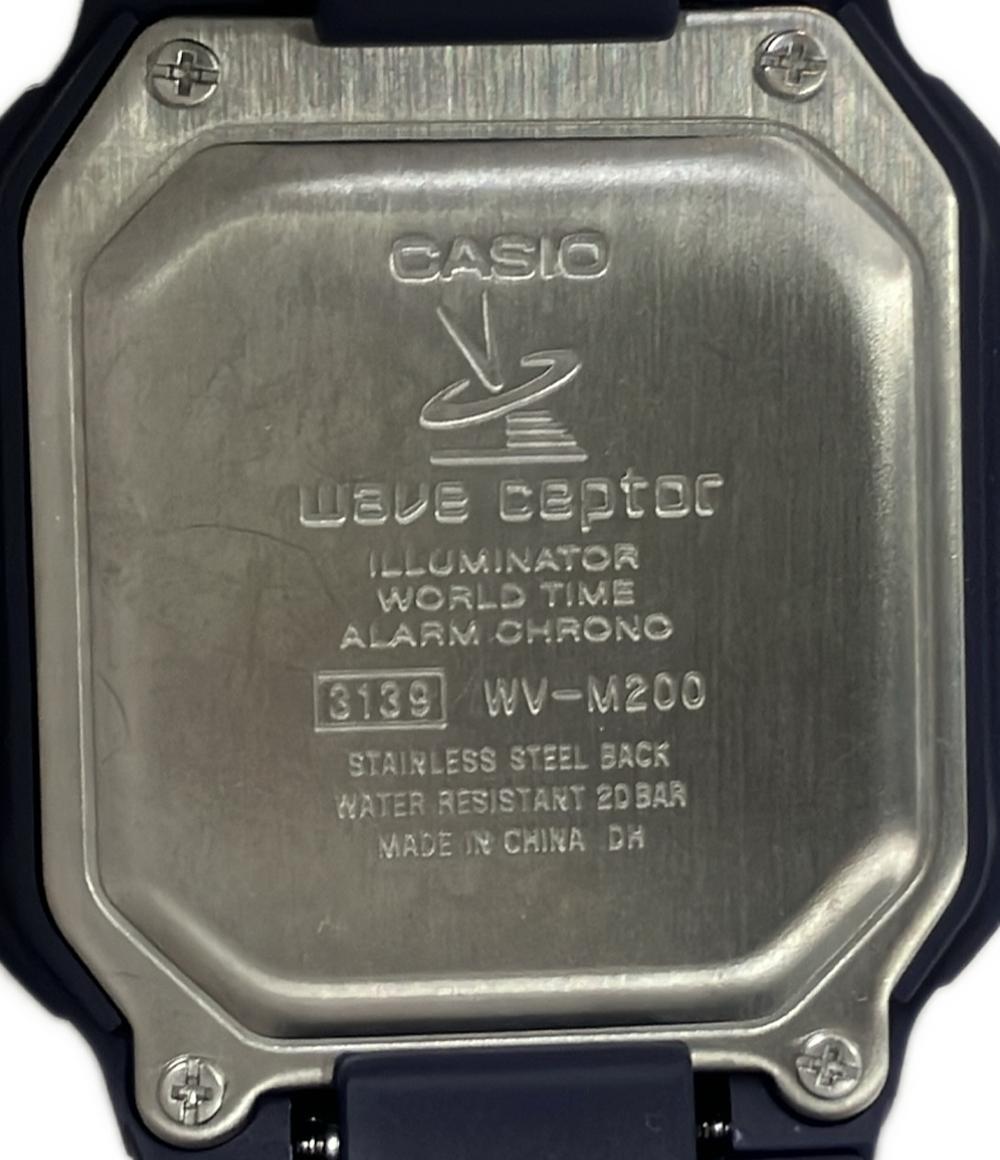 CASIO
wave ceptor
ILLUMINATOR
WORLD TIME
ALARM CHRONO
3139 WV-M200
STAINLESS STEEL BACK
WATER RESISTANT 20BAR
MADE IN CHINA DH